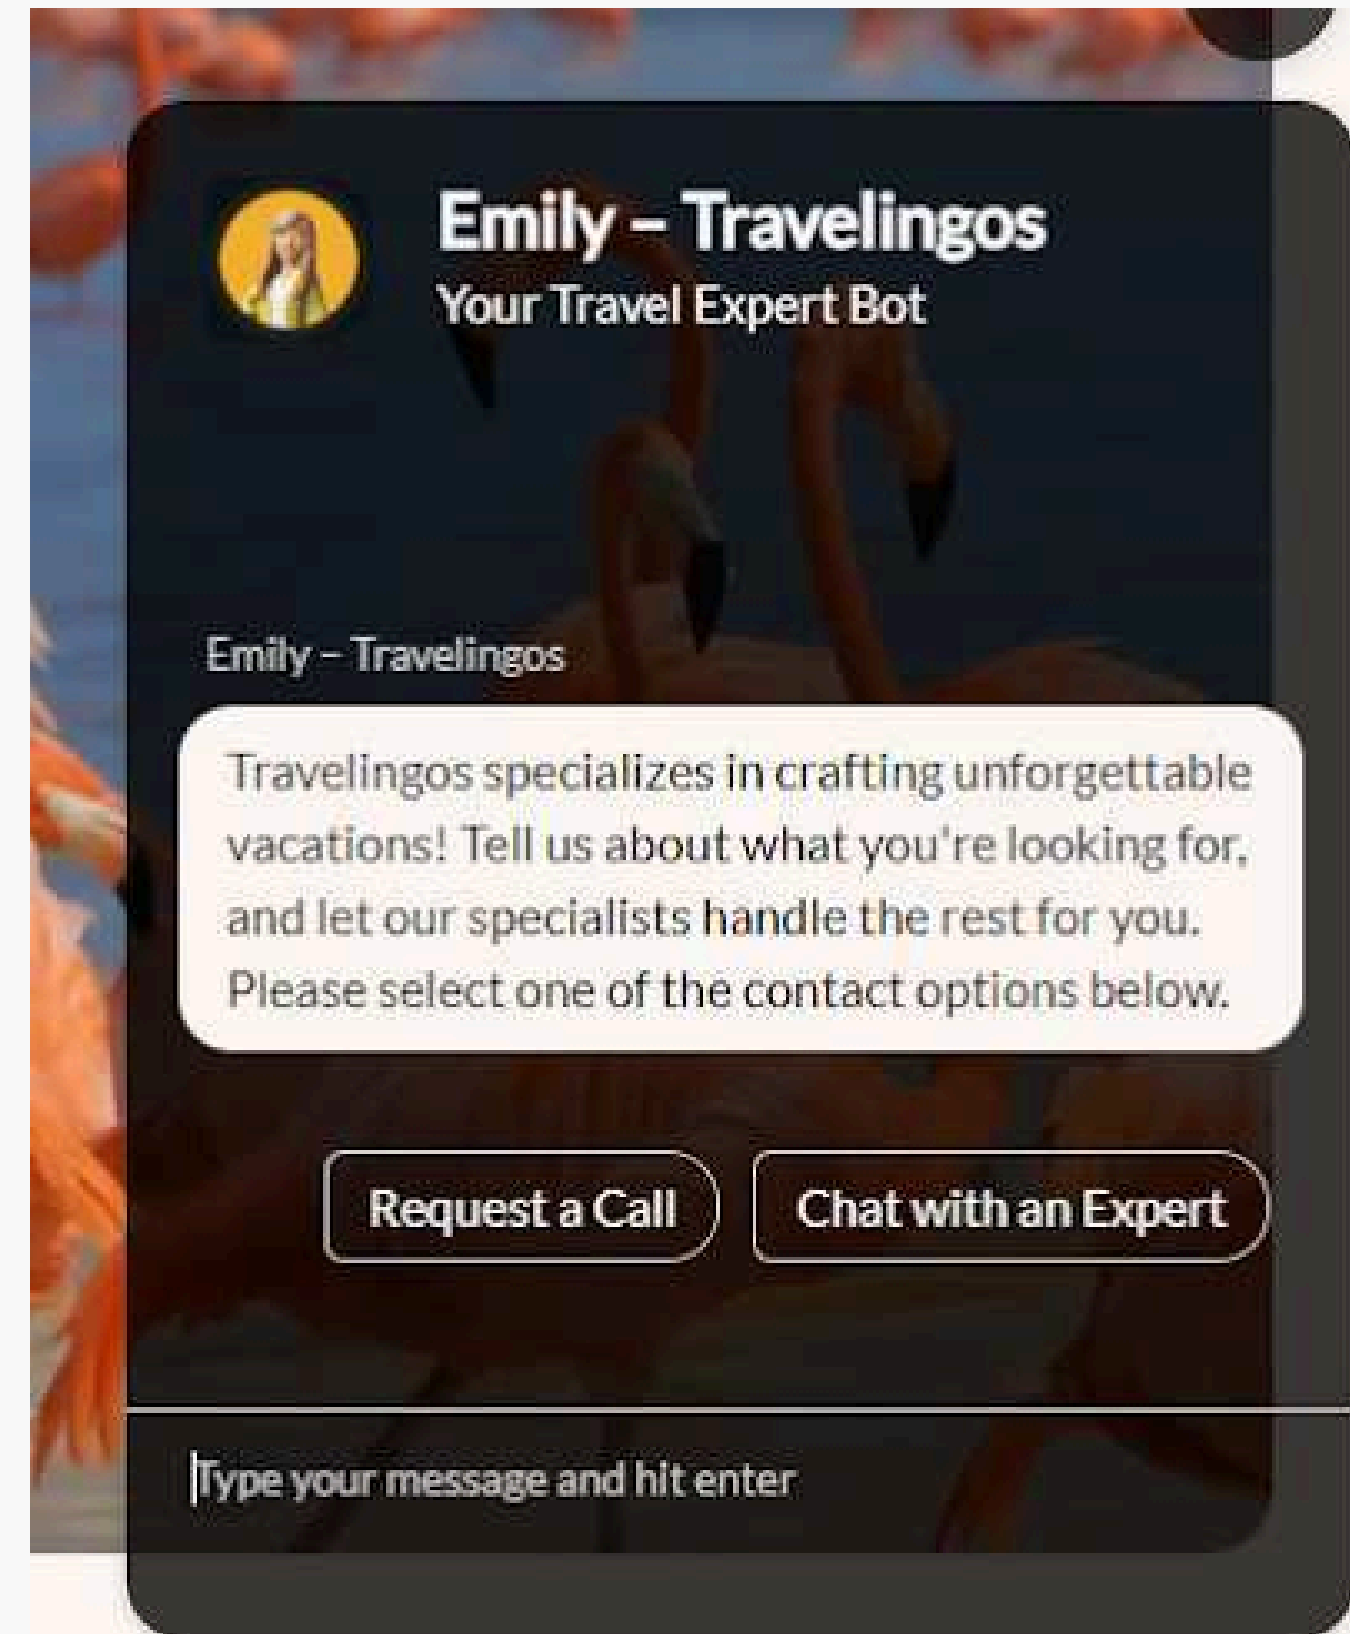 Emily – Travelingos
Your Travel Expert Bot
Emily – Travelingos
Travelingos specializes in crafting unforgettable
vacations! Tell us about what you're looking for,
and let our specialists handle the rest for you.
Please select one of the contact options below.
Request a Call
Chat with an Expert
Type your message and hit enter